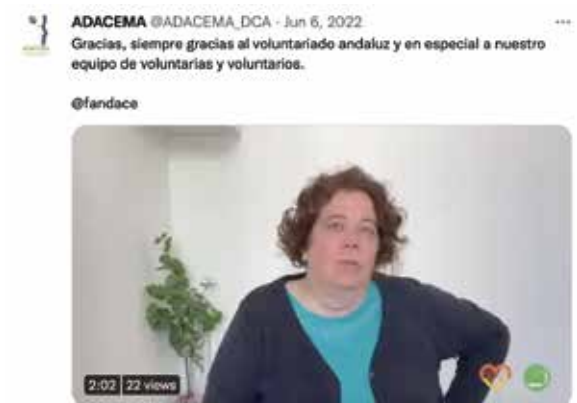 ADACEMA @ADACEMA_DCA · Jun 6, 2022
Gracias, siempre gracias al voluntariado andaluz y en especial a nuestro
equipo de voluntarias y voluntarios.
@fandace
2:02 22 views